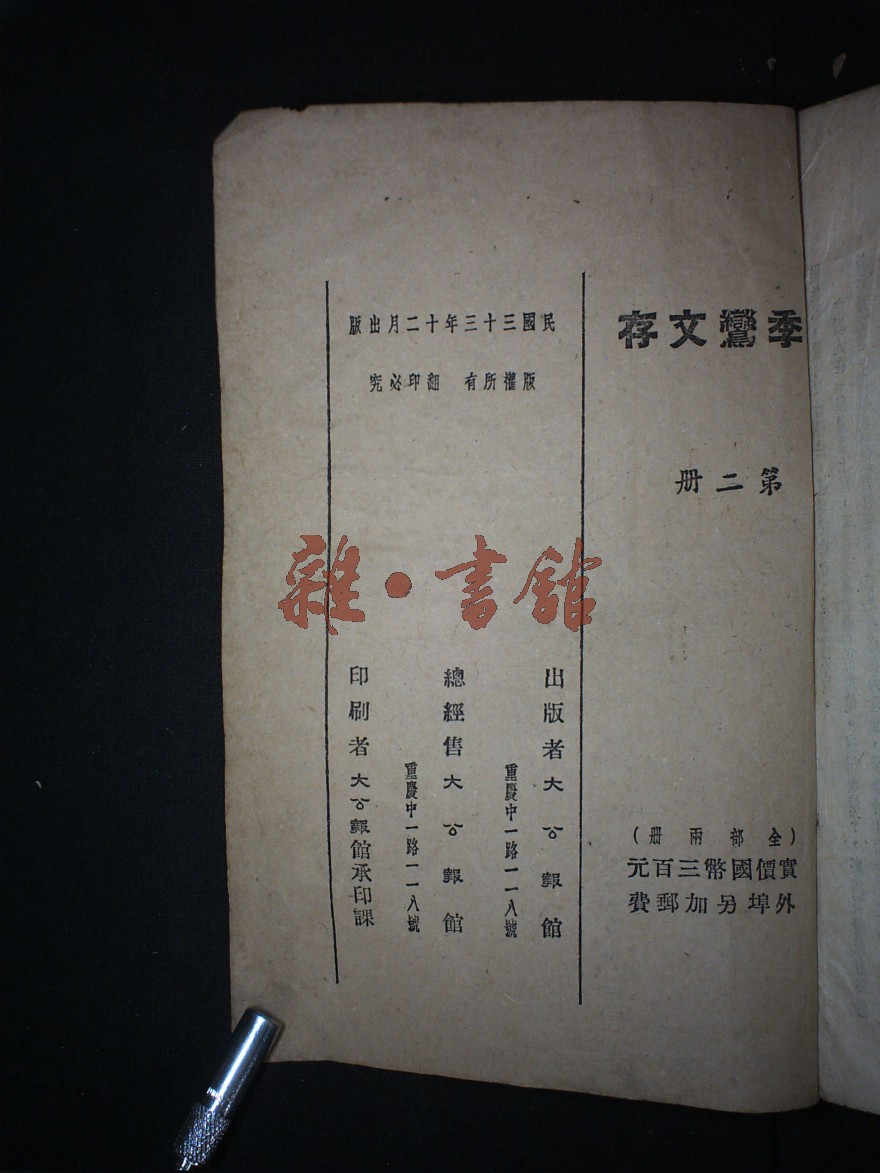 季鸞文存
第二册
(全部兩册)
實價國幣三百元
外埠另加郵費
民國三十三年十二月出版
版權所有 翻印必究
出版者大公報館
重慶中一路一一八號
總經售大公報館
重慶中一路一一八號
印刷者大公報館承印課
雜·書館